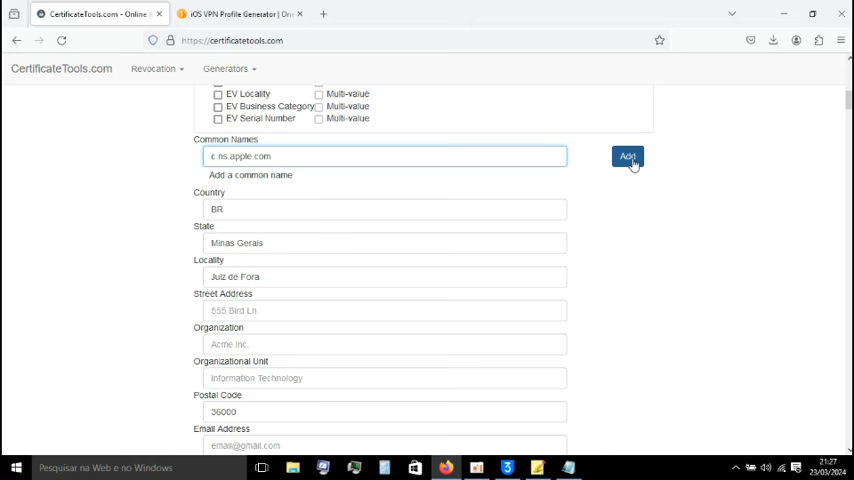 CertificateTools.com - Online X
iOS VPN Profile Generator | One
https://certificatetools.com
CertificateTools.com
Revocation
Generators
EV Locality
Multi-value
EV Business Category
Multi-value
EV Serial Number
Multi-value
Common Names
c.ns.apple.com
Add
Add a common name
Country
BR
State
Minas Gerais
Locality
Juiz de Fora
Street Address
555 Bird Ln.
Organization
Acme Inc.
Organizational Unit
Information Technology
Postal Code
36000
Email Address
email@gmail.com
Pesquisar na Web e no Windows
21:27
23/03/2024